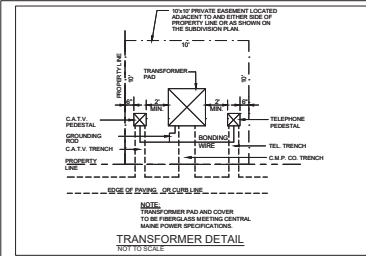 10'x10' PRIVATE EASEMENT LOCATED
ADJACENT TO AND EITHER SIDE OF
PROPERTY LINE OR AS SHOWN ON
THE SUBDIVISION PLAN.
10'
PROPERTY LINE
10'
10'
TRANSFORMER
PAD
6"
2'
MIN.
2'
MIN.
6"
C.A.T.V.
PEDESTAL
TELEPHONE
PEDESTAL
GROUNDING
ROD
BONDING
WIRE
C.A.T.V. TRENCH
TEL. TRENCH
PROPERTY
LINE
C.M.P. CO. TRENCH
EDGE OF PAVING OR CURB LINE
NOTE:
TRANSFORMER PAD AND COVER
TO BE FIBERGLASS MEETING CENTRAL
MAINE POWER SPECIFICATIONS.
TRANSFORMER DETAIL
NOT TO SCALE